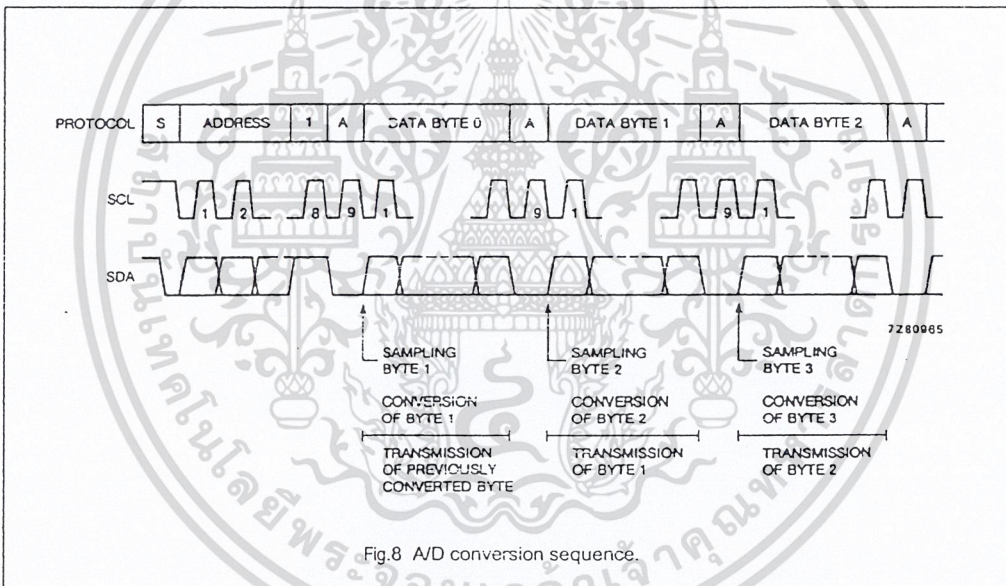 PROTOCOL S ADDRESS 1 A DATA BYTE 0 A DATA BYTE 1 A DATA BYTE 2 A
SCL 1 2 8 9 1 9 1 9 1
SDA
7Z80965
SAMPLING BYTE 1
SAMPLING BYTE 2
SAMPLING BYTE 3
CONVERSION OF BYTE 1
CONVERSION OF BYTE 2
CONVERSION OF BYTE 3
TRANSMISSION OF PREVIOUSLY CONVERTED BYTE
TRANSMISSION OF BYTE 1
TRANSMISSION OF BYTE 2
Fig.8 A/D conversion sequence.